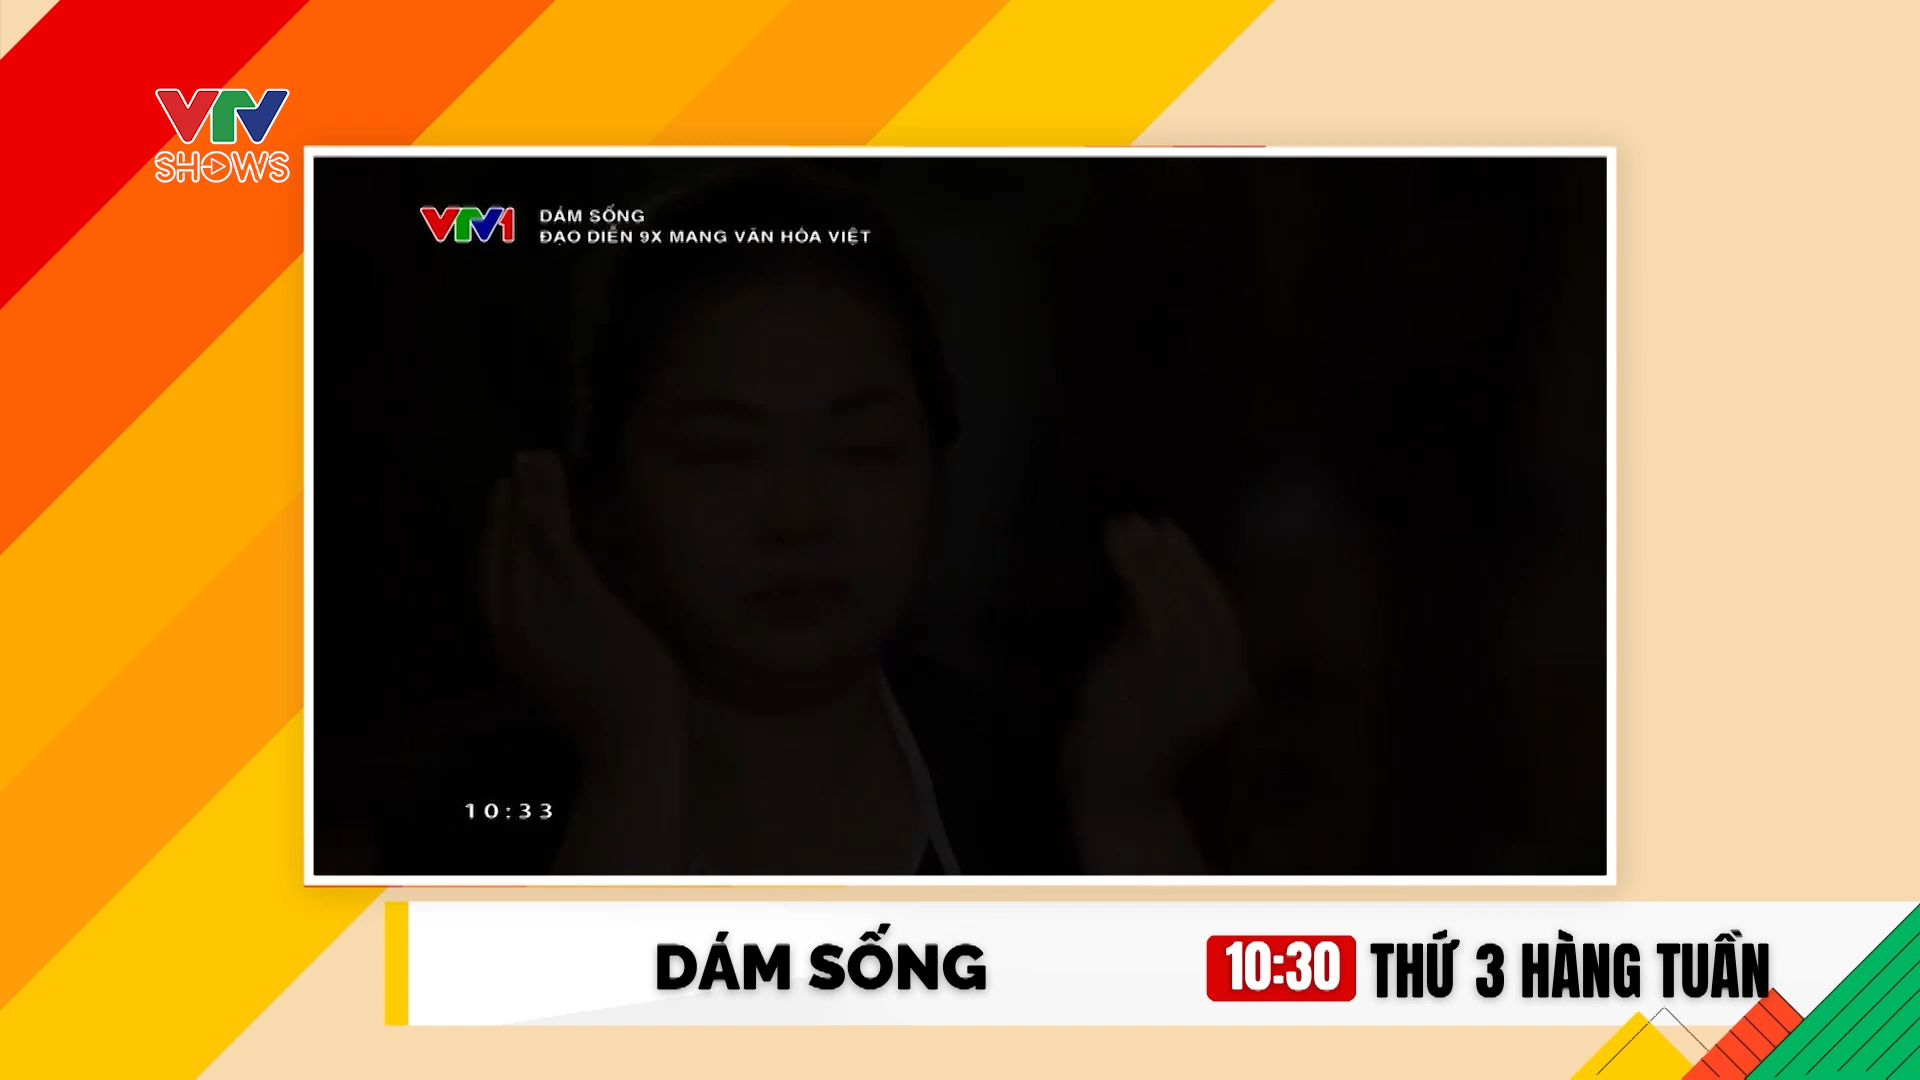 VTV
SHOWS
VTV1
DÁM SỐNG
ĐẠO DIỄN 9X MANG VĂN HÓA VIỆT
10:33
DÁM SỐNG
10:30 THỨ 3 HÀNG TUẦN